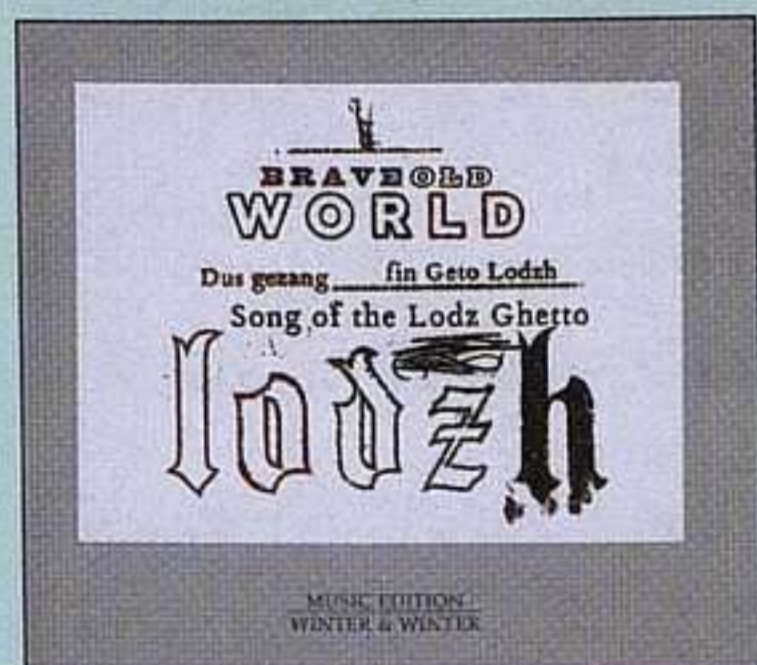 BRAVE OLD
WORLD
Dus gezang fin Geto Lodzh
Song of the Lodz Ghetto
lodzh
MUSIC EDITION
WINTER & WINTER